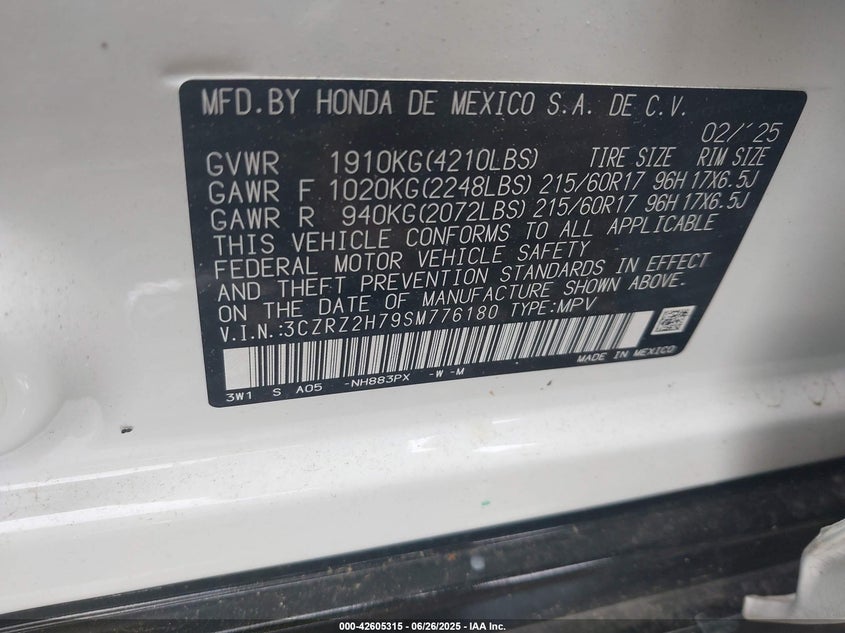 MFD.BY HONDA DE MEXICO S.A. DE C.V.
02/'25
GVWR 1910KG(4210LBS) TIRE SIZE RIM SIZE
GAWR F 1020KG(2248LBS) 215/60R17 96H 17X6.5J
GAWR R 940KG(2072LBS) 215/60R17 96H 17X6.5J
THIS VEHICLE CONFORMS TO ALL APPLICABLE
FEDERAL MOTOR VEHICLE SAFETY
AND THEFT PREVENTION STANDARDS IN EFFECT
ON THE DATE OF MANUFACTURE SHOWN ABOVE.
V.I.N.:3CZRZ2H79SM776180 TYPE:MPV
MADE IN MEXICO
3W1 S A05 -NH883PX -W -M
000-42605315 06/26/2025 IAA Inc.